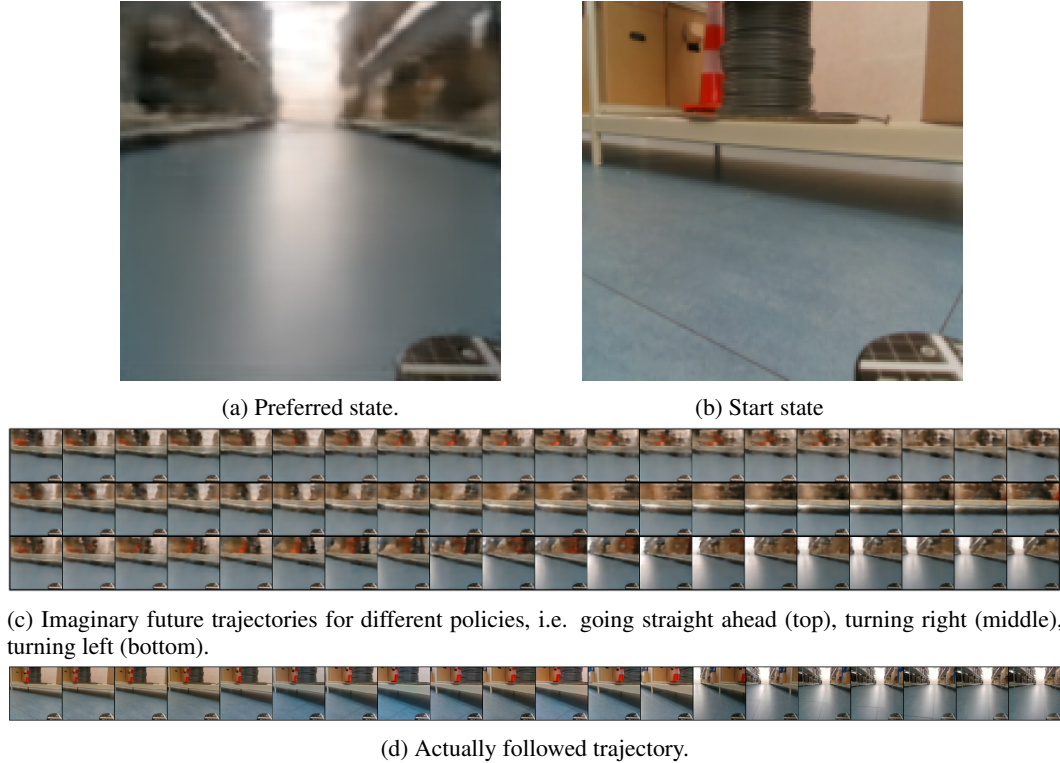 (a) Preferred state.
(b) Start state
(c) Imaginary future trajectories for different policies, i.e. going straight ahead (top), turning right (middle),
turning left (bottom).
(d) Actually followed trajectory.